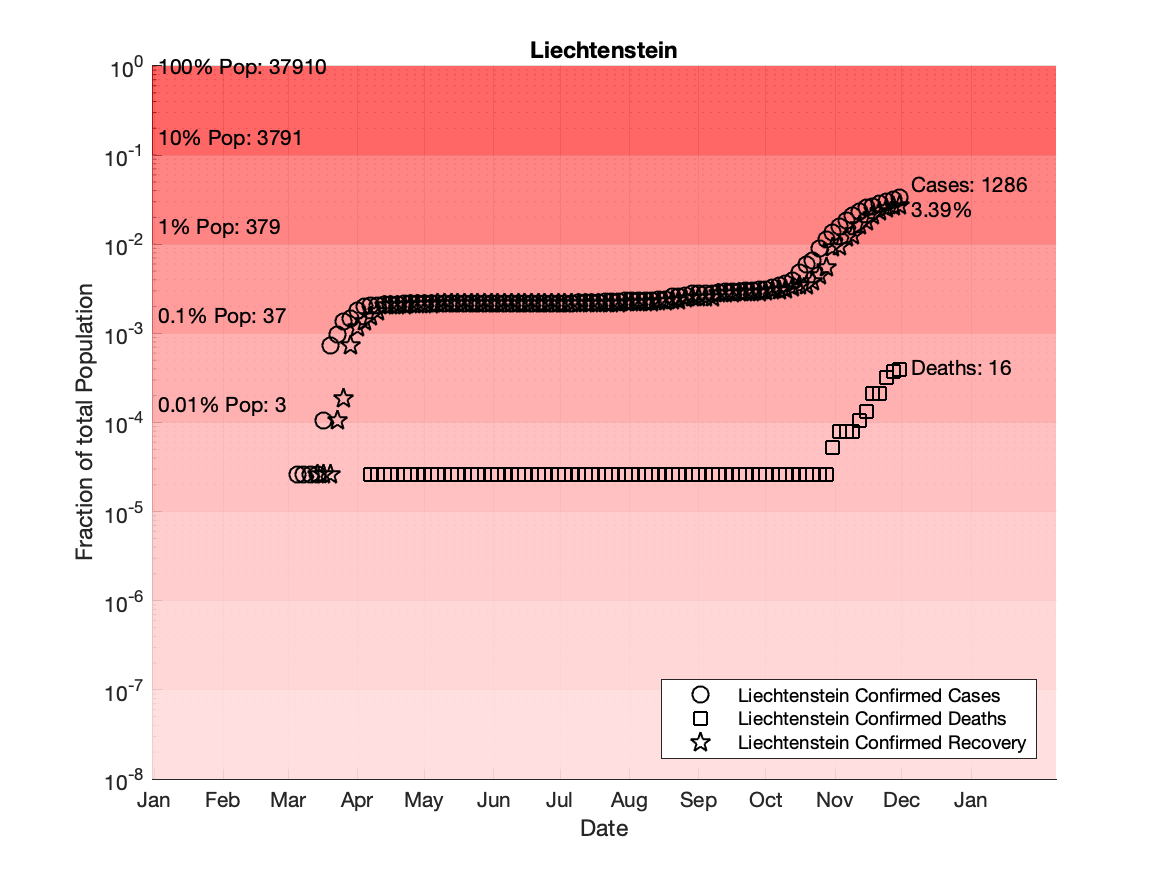 Liechtenstein
10^0
100% Pop: 37910
10% Pop: 3791
10^-1
Cases: 1286
3.39%
1% Pop: 379
10^-2
0.1% Pop: 37
10^-3
Deaths: 16
0.01% Pop: 3
10^-4
10^-5
10^-6
10^-7
10^-8
Fraction of total Population
Liechtenstein Confirmed Cases
Liechtenstein Confirmed Deaths
Liechtenstein Confirmed Recovery
Jan Feb Mar Apr May Jun Jul Aug Sep Oct Nov Dec Jan
Date